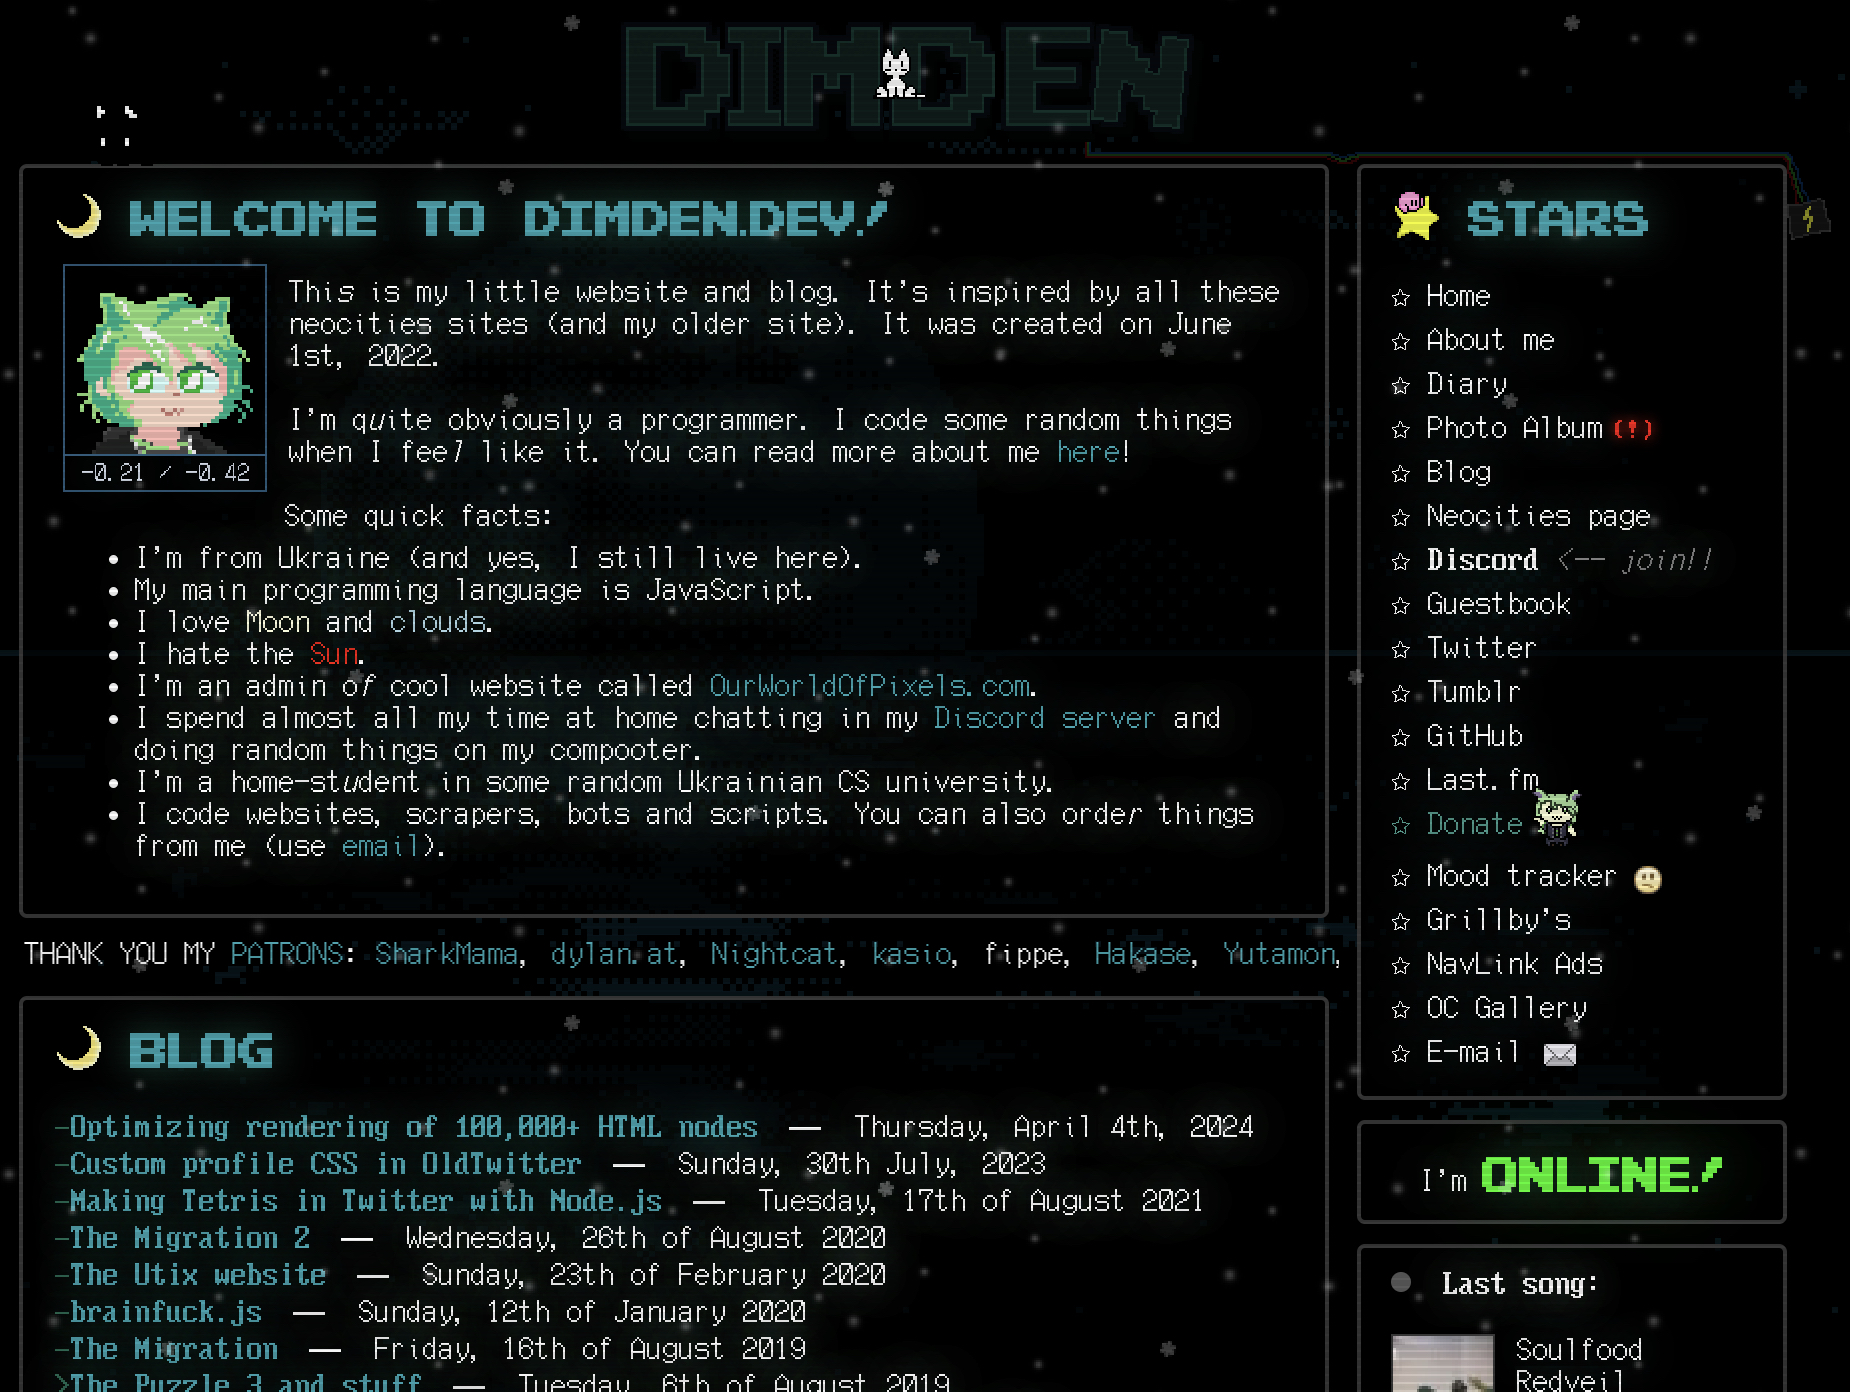 DIMDEN
WELCOME TO DIMDEN.DEV!
This is my little website and blog. It's inspired by all these
neocities sites (and my older site). It was created on June
1st, 2022.
I'm quite obviously a programmer. I code some random things
when I feel like it. You can read more about me here!
-0.21 / -0.42
Some quick facts:
• I'm from Ukraine (and yes, I still live here).
• My main programming language is JavaScript.
• I love Moon and clouds.
• I hate the Sun.
• I'm an admin of cool website called OurWorldOfPixels.com.
• I spend almost all my time at home chatting in my Discord server and
doing random things on my compooter.
• I'm a home-student in some random Ukrainian CS university.
• I code websites, scrapers, bots and scripts. You can also order things
from me (use email).
THANK YOU MY PATRONS: SharkMama, dylan.at, Nightcat, kasio, fippe, Hakase, Yutamon,
BLOG
-Optimizing rendering of 100,000+ HTML nodes — Thursday, April 4th, 2024
-Custom profile CSS in OldTwitter — Sunday, 30th July, 2023
-Making Tetris in Twitter with Node.js — Tuesday, 17th of August 2021
-The Migration 2 — Wednesday, 26th of August 2020
-The Utix website — Sunday, 23th of February 2020
-brainfuck.js — Sunday, 12th of January 2020
-The Migration — Friday, 16th of August 2019
>The Puzzle 3 and stuff — Tuesday, 6th of August 2019
STARS
☆ Home
☆ About me
☆ Diary
☆ Photo Album (!)
☆ Blog
☆ Neocities page
☆ Discord <-- join!!
☆ Guestbook
☆ Twitter
☆ Tumblr
☆ GitHub
☆ Last.fm
☆ Donate
☆ Mood tracker
☆ Grillby's
☆ NavLink Ads
☆ OC Gallery
☆ E-mail
I'm ONLINE!
Last song:
Soulfood
Redveil